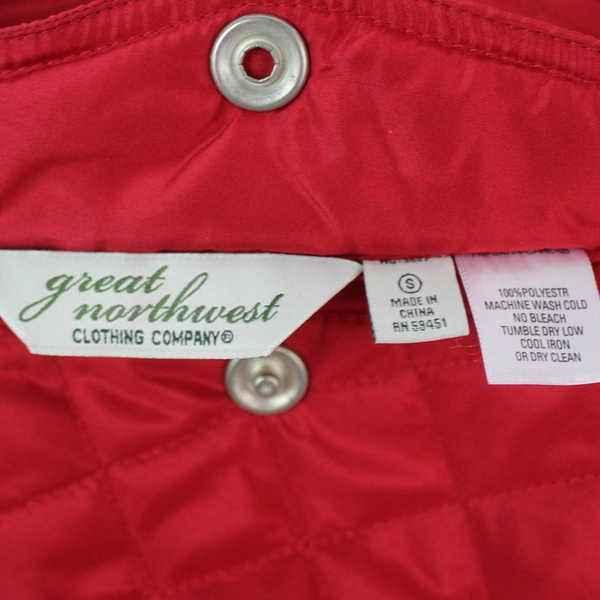 great
northwest
CLOTHING COMPANY®
S
MADE IN
CHINA
RN 59451
100%POLYESTR
MACHINE WASH COLD
NO BLEACH
TUMBLE DRY LOW
COOL IRON
OR DRY CLEAN